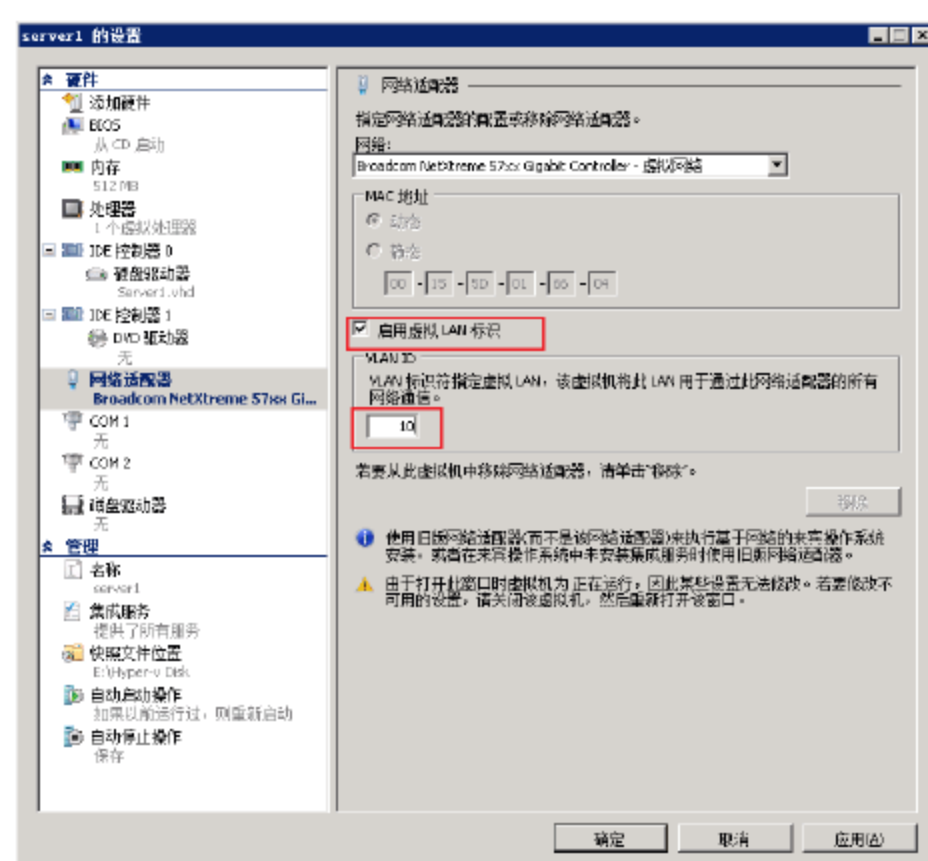 server1 的设置
硬件
添加硬件
BIOS
从 CD 启动
内存
512 MB
处理器
1 个虚拟处理器
IDE 控制器 0
硬盘驱动器
Server1.vhd
IDE 控制器 1
DVD 驱动器
无
网络适配器
Broadcom NetXtreme 57xx Gi...
COM 1
无
COM 2
无
磁盘驱动器
无
管理
名称
server1
集成服务
提供了所有服务
快照文件位置
E:\Hyper-v Disk
自动启动操作
如果以前运行过，则重新启动
自动停止操作
保存
网络适配器
指定网络适配器的配置或移除网络适配器。
网络:
Broadcom NetXtreme 57xx Gigabit Controller - 虚拟网络
MAC 地址
动态
静态
00 - 15 - 5D - 01 - 66 - 04
启用虚拟 LAN 标识
VLAN ID
VLAN 标识符指定虚拟 LAN，该虚拟机将此 LAN 用于通过此网络适配器的所有
网络通信。
10
若要从此虚拟机中移除网络适配器，请单击“移除”。
移除
使用旧版网络适配器(而不是该网络适配器)来执行基于网络的来宾操作系统
安装，或者在来宾操作系统中未安装集成服务时使用旧版网络适配器。
由于打开此窗口时虚拟机为 正在运行，因此某些设置无法修改。若要修改不
可用的设置，请关闭该虚拟机，然后重新打开该窗口。
确定 取消 应用(A)